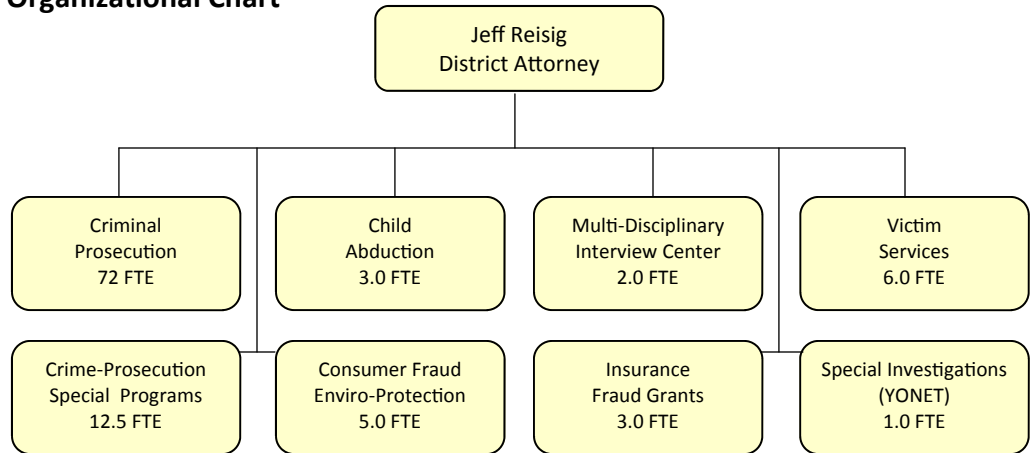 Organizational Chart
Jeff Reisig
District Attorney
Criminal
Prosecution
72 FTE
Child
Abduction
3.0 FTE
Multi-Disciplinary
Interview Center
2.0 FTE
Victim
Services
6.0 FTE
Crime-Prosecution
Special Programs
12.5 FTE
Consumer Fraud
Enviro-Protection
5.0 FTE
Insurance
Fraud Grants
3.0 FTE
Special Investigations
(YONET)
1.0 FTE